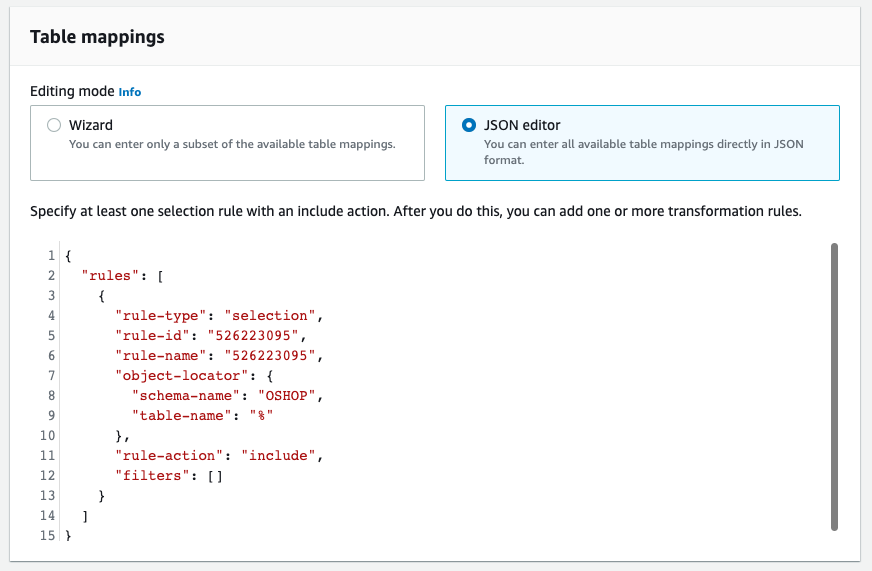 Table mappings
Editing mode Info
Wizard
You can enter only a subset of the available table mappings.
JSON editor
You can enter all available table mappings directly in JSON
format.
Specify at least one selection rule with an include action. After you do this, you can add one or more transformation rules.
1 {
2   "rules": [
3     {
4       "rule-type": "selection",
5       "rule-id": "526223095",
6       "rule-name": "526223095",
7       "object-locator": {
8         "schema-name": "OSHOP",
9         "table-name": "%"
10       },
11       "rule-action": "include",
12       "filters": []
13     }
14   ]
15 }